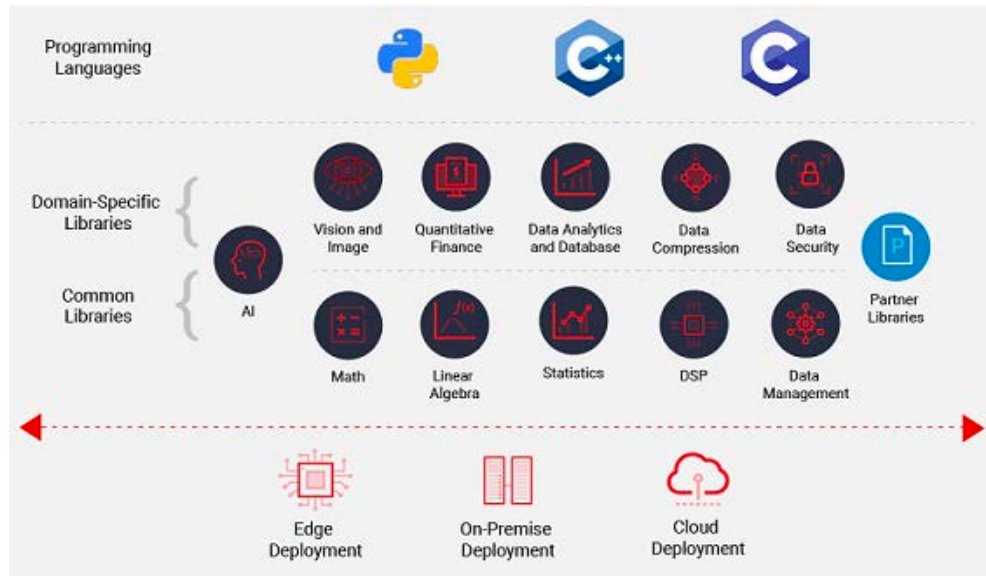 Programming
Languages
C++
C
Domain-Specific
Libraries
Vision and
Image
Quantitative
Finance
Data Analytics
and Database
Data
Compression
Data
Security
AI
P
Partner
Libraries
Common
Libraries
Math
f(x)
Linear
Algebra
Statistics
DSP
Data
Management
Edge
Deployment
On-Premise
Deployment
Cloud
Deployment